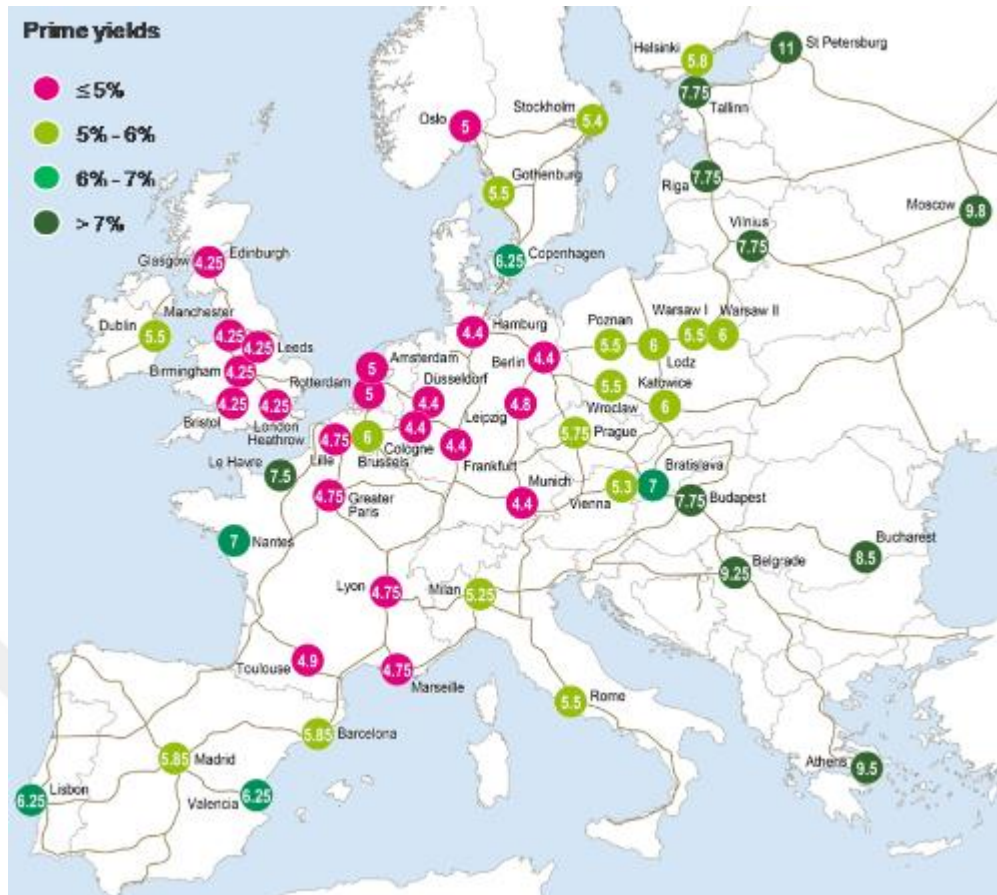 Prime yields
≤5%
5% - 6%
6% - 7%
> 7%
Helsinki 5.8
11 St Petersburg
7.75
Tallinn
Stockholm
5.4
Oslo 5
Gothenburg
5.5
Riga 7.75
Moscow 9.8
Vilnius
7.75
6.25 Copenhagen
Edinburgh
Glasgow 4.25
Manchester
4.25
Dublin
5.5
4.25 Leeds
Birmingham 4.25
4.25
Bristol
4.25
London
Heathrow
Hamburg
4.4
Berlin 4.4
Poznan
5.5
Warsaw I
5.5
Warsaw II
6
6
Lodz
Amsterdam
5
Rotterdam 5
Düsseldorf
4.4
4.4
Cologne
Leipzig 4.8
4.4
Frankfurt
5.5
Wroclaw
Katowice
6
5.75
Prague
4.75
Lille
6
Brussels
Le Havre
7.5
4.75 Greater
Paris
Munich
4.4
Vienna 5.3
Bratislava
7
7.75 Budapest
7 Nantes
Bucharest
8.5
Belgrade
9.25
Lyon 4.75
Milan 5.25
Toulouse 4.9
4.75
Marseille
5.5 Rome
5.85 Barcelona
5.85 Madrid
Lisbon
6.25
Valencia 6.25
Athens 9.5